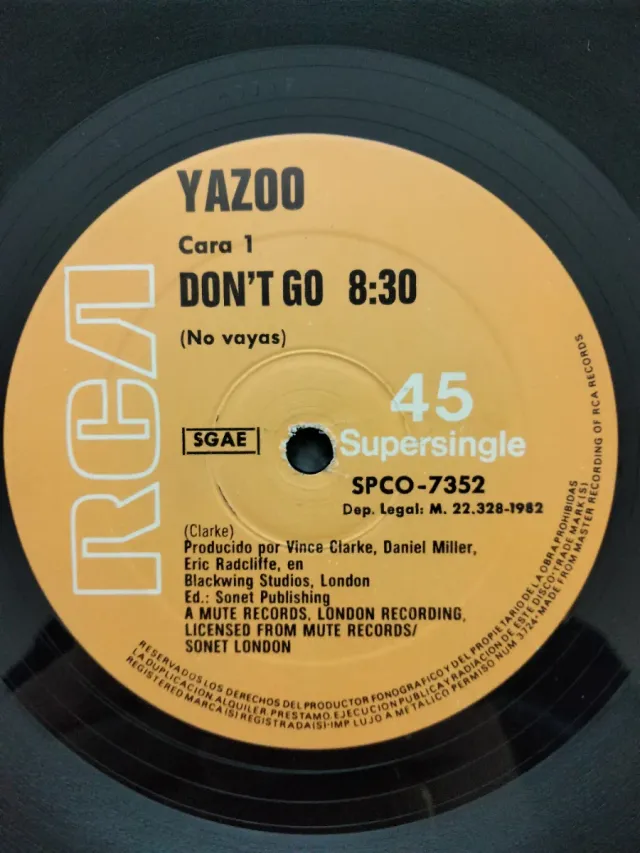 YAZOO
Cara 1
DON'T GO 8:30
(No vayas)
RCA
45
Supersingle
SGAE
SPCO-7352
Dep. Legal: M. 22.328-1982
(Clarke)
Producido por Vince Clarke, Daniel Miller,
Eric Radcliffe, en
Blackwing Studios, London
Ed.: Sonet Publishing
A MUTE RECORDS, LONDON RECORDING,
LICENSED FROM MUTE RECORDS/
SONET LONDON
RESERVADOS LOS DERECHOS DEL PRODUCTOR FONOGRAFICO Y DEL PROPIETARIO DE LA OBRA PROHIBIDAS
LA DUPLICACION, ALQUILER, PRESTAMO, EJECUCION PUBLICA Y RADIACION DE ESTE DISCO·TRADE MARK(S)
REGISTERED MARCA(S) REGISTRADA(S)·IMP LUJO A METALICO PERMISO NUM. 3724·MADE FROM MASTER RECORDING OF RCA RECORDS